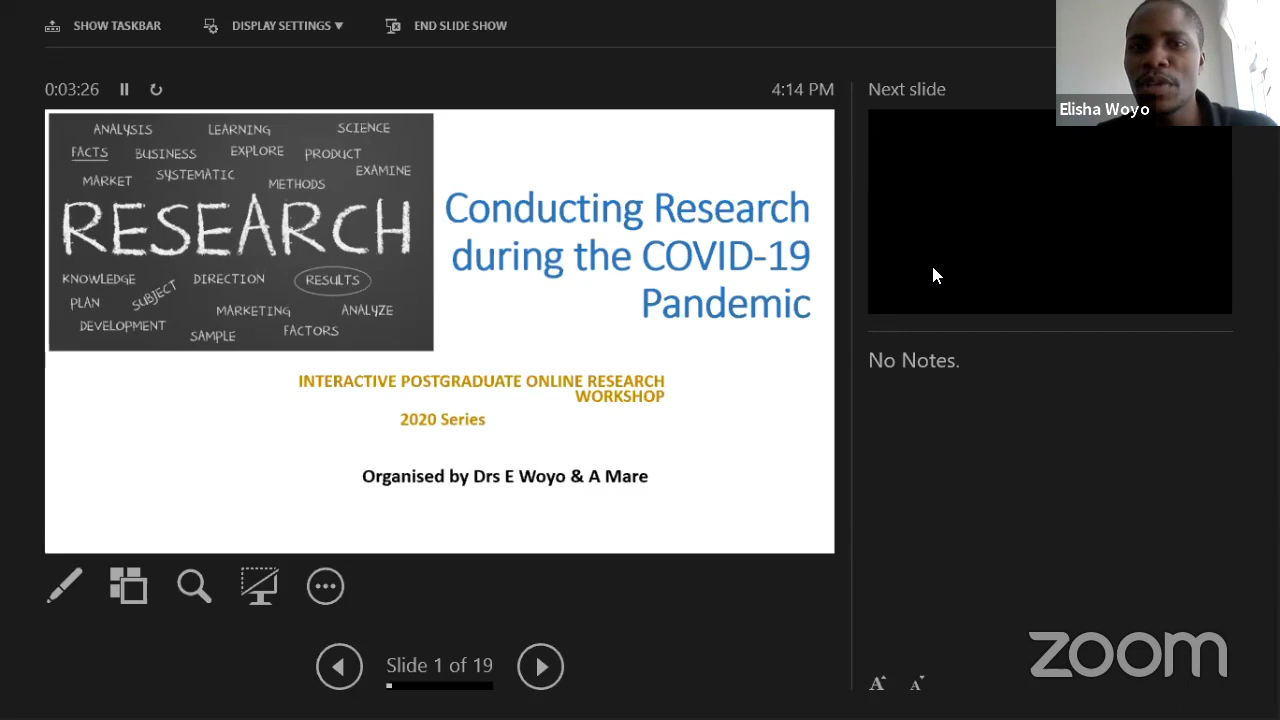 SHOW TASKBAR
DISPLAY SETTINGS
END SLIDE SHOW
Elisha Woyo
0:03:26
4:14 PM
Next slide
ANALYSIS LEARNING SCIENCE
FACTS BUSINESS EXPLORE PRODUCT
MARKET SYSTEMATIC METHODS EXAMINE
RESEARCH
KNOWLEDGE DIRECTION RESULTS
PLAN SUBJECT MARKETING ANALYZE
DEVELOPMENT SAMPLE FACTORS
Conducting Research
during the COVID-19
Pandemic
INTERACTIVE POSTGRADUATE ONLINE RESEARCH
WORKSHOP
2020 Series
Organised by Drs E Woyo & A Mare
No Notes.
Slide 1 of 19
A A
zoom